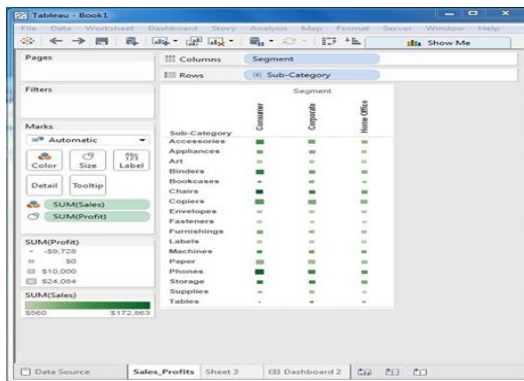 Tableau - Book1
File Data Worksheet Dashboard Story Analysis Map Format Server Window Help
Show Me
Pages
Columns Segment
Rows Sub-Category
Filters
Segment
Sub-Category Consumer Corporate Home Office
Marks
Automatic
Color Size Label
Abc
123
Detail Tooltip
SUM(Sales)
SUM(Profit)
Accessories
Appliances
Art
Binders
Bookcases
Chairs
Copiers
Envelopes
Fasteners
Furnishings
Labels
Machines
Paper
Phones
Storage
Supplies
Tables
SUM(Profit)
-$9,728
$0
$10,000
$24,084
SUM(Sales)
$560 $172,863
Data Source Sales_Profits Sheet 3 Dashboard 2